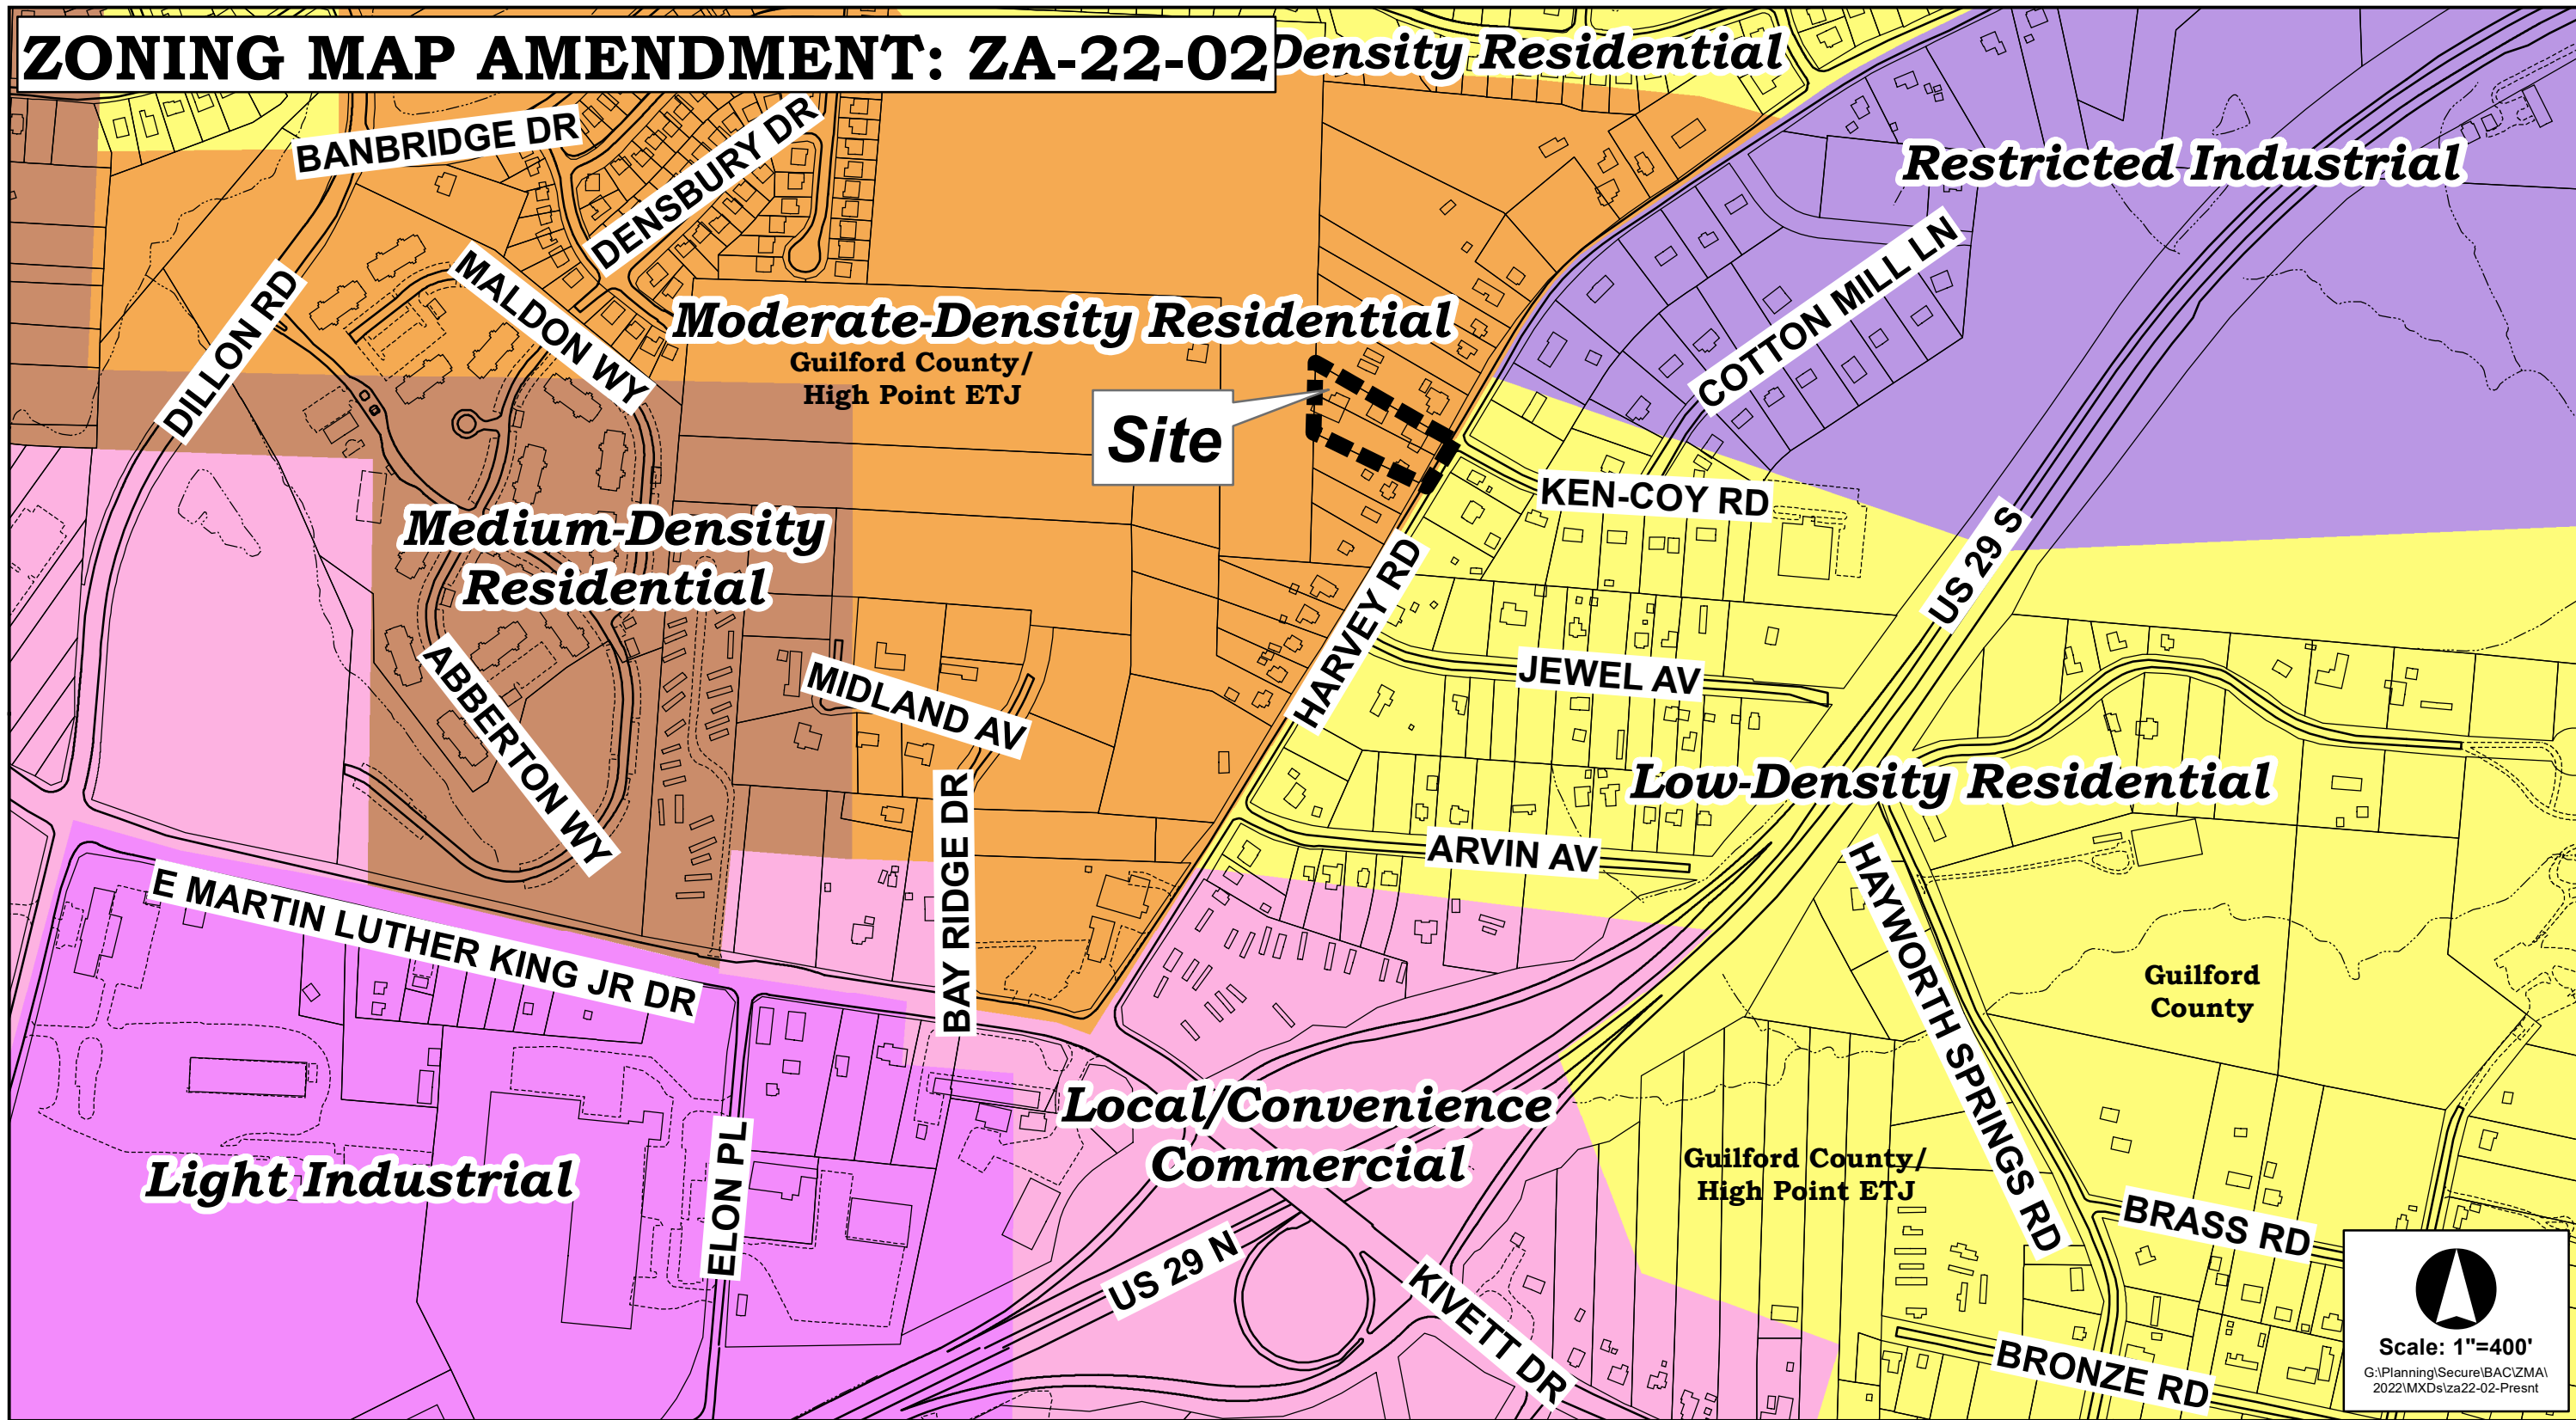 ZONING MAP AMENDMENT: ZA-22-02
Density Residential
BANBRIDGE DR
DENSBURY DR
Restricted Industrial
COTTON MILL LN
DILLON RD
MALDON WY
Moderate-Density Residential
Guilford County/
High Point ETJ
Site
KEN-COY RD
Medium-Density
Residential
US 29 S
HARVEY RD
JEWEL AV
ABBERTON WY
MIDLAND AV
BAY RIDGE DR
Low-Density Residential
ARVIN AV
HAYWORTH SPRINGS RD
E MARTIN LUTHER KING JR DR
Guilford
County
Local/Convenience
Commercial
Light Industrial
ELON PL
Guilford County/
High Point ETJ
US 29 N
KIVETT DR
BRASS RD
BRONZE RD
Scale: 1"=400'
G:\Planning\Secure\BAC\ZMA\
2022\MXDs\za22-02-Presnt